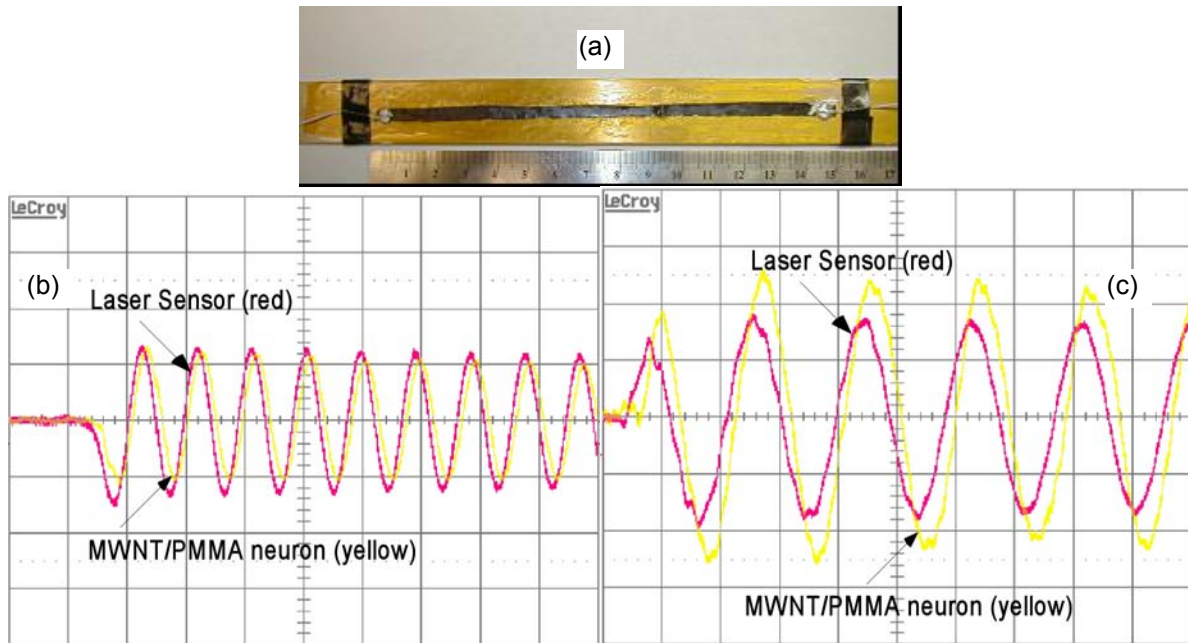 (a)
1 2 3 4 5 6 7 8 9 10 11 12 13 14 15 16 17
LeCroy
(b)
Laser Sensor (red)
MWNT/PMMA neuron (yellow)
LeCroy
Laser Sensor (red)
(c)
MWNT/PMMA neuron (yellow)